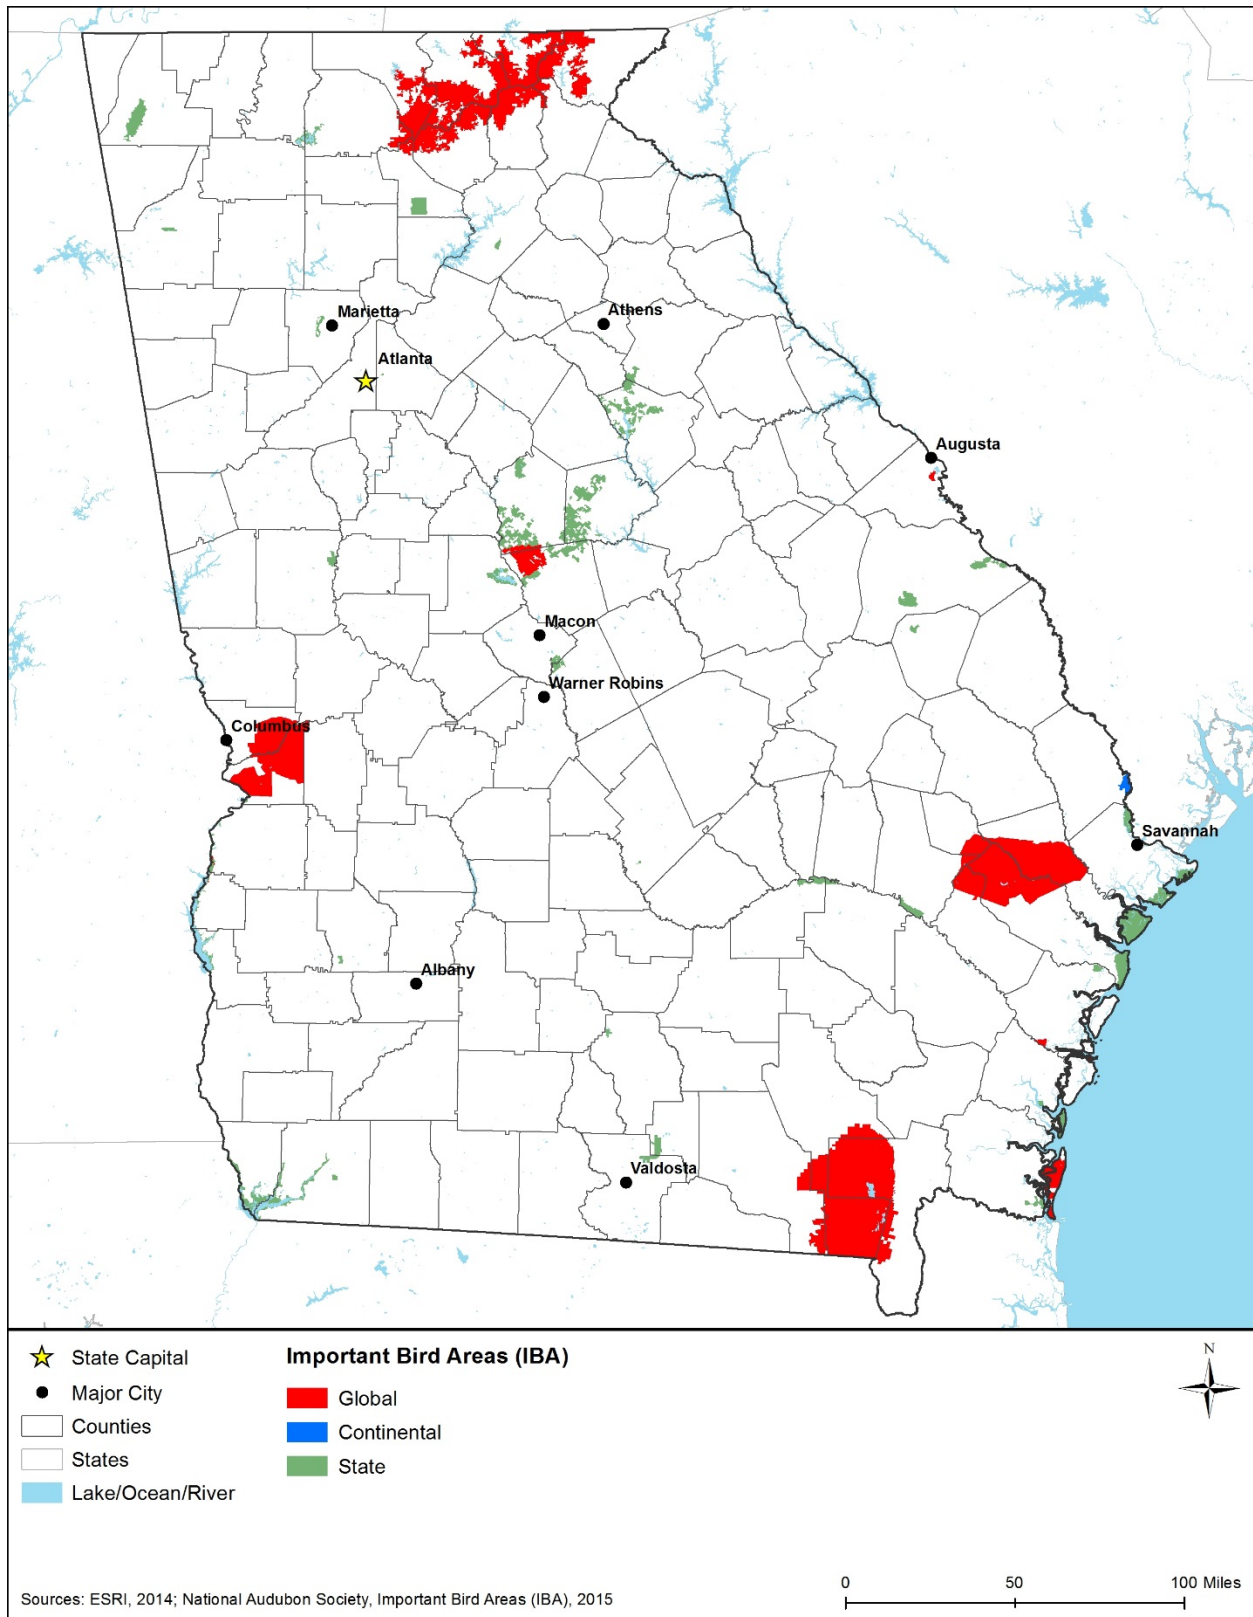 Marietta
Athens
Atlanta
Augusta
Macon
Warner Robins
Columbus
Savannah
Albany
Valdosta
State Capital
Major City
Counties
States
Lake/Ocean/River
Important Bird Areas (IBA)
Global
Continental
State
N
0 50 100 Miles
Sources: ESRI, 2014; National Audubon Society, Important Bird Areas (IBA), 2015